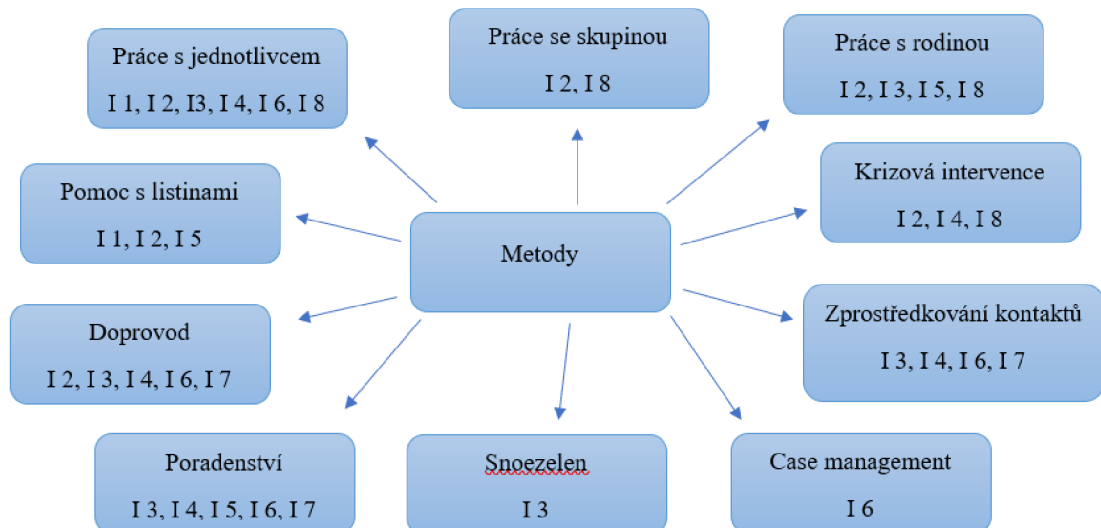 Práce s jednotlivcem
I 1, I 2, I3, I 4, I 6, I 8
Práce se skupinou
I 2, I 8
Práce s rodinou
I 2, I 3, I 5, I 8
Pomoc s listinami
I 1, I 2, I 5
Metody
Krizová intervence
I 2, I 4, I 8
Doprovod
I 2, I 3, I 4, I 6, I 7
Zprostředkování kontaktů
I 3, I 4, I 6, I 7
Poradenství
I 3, I 4, I 5, I 6, I 7
Snoezelen
I 3
Case management
I 6